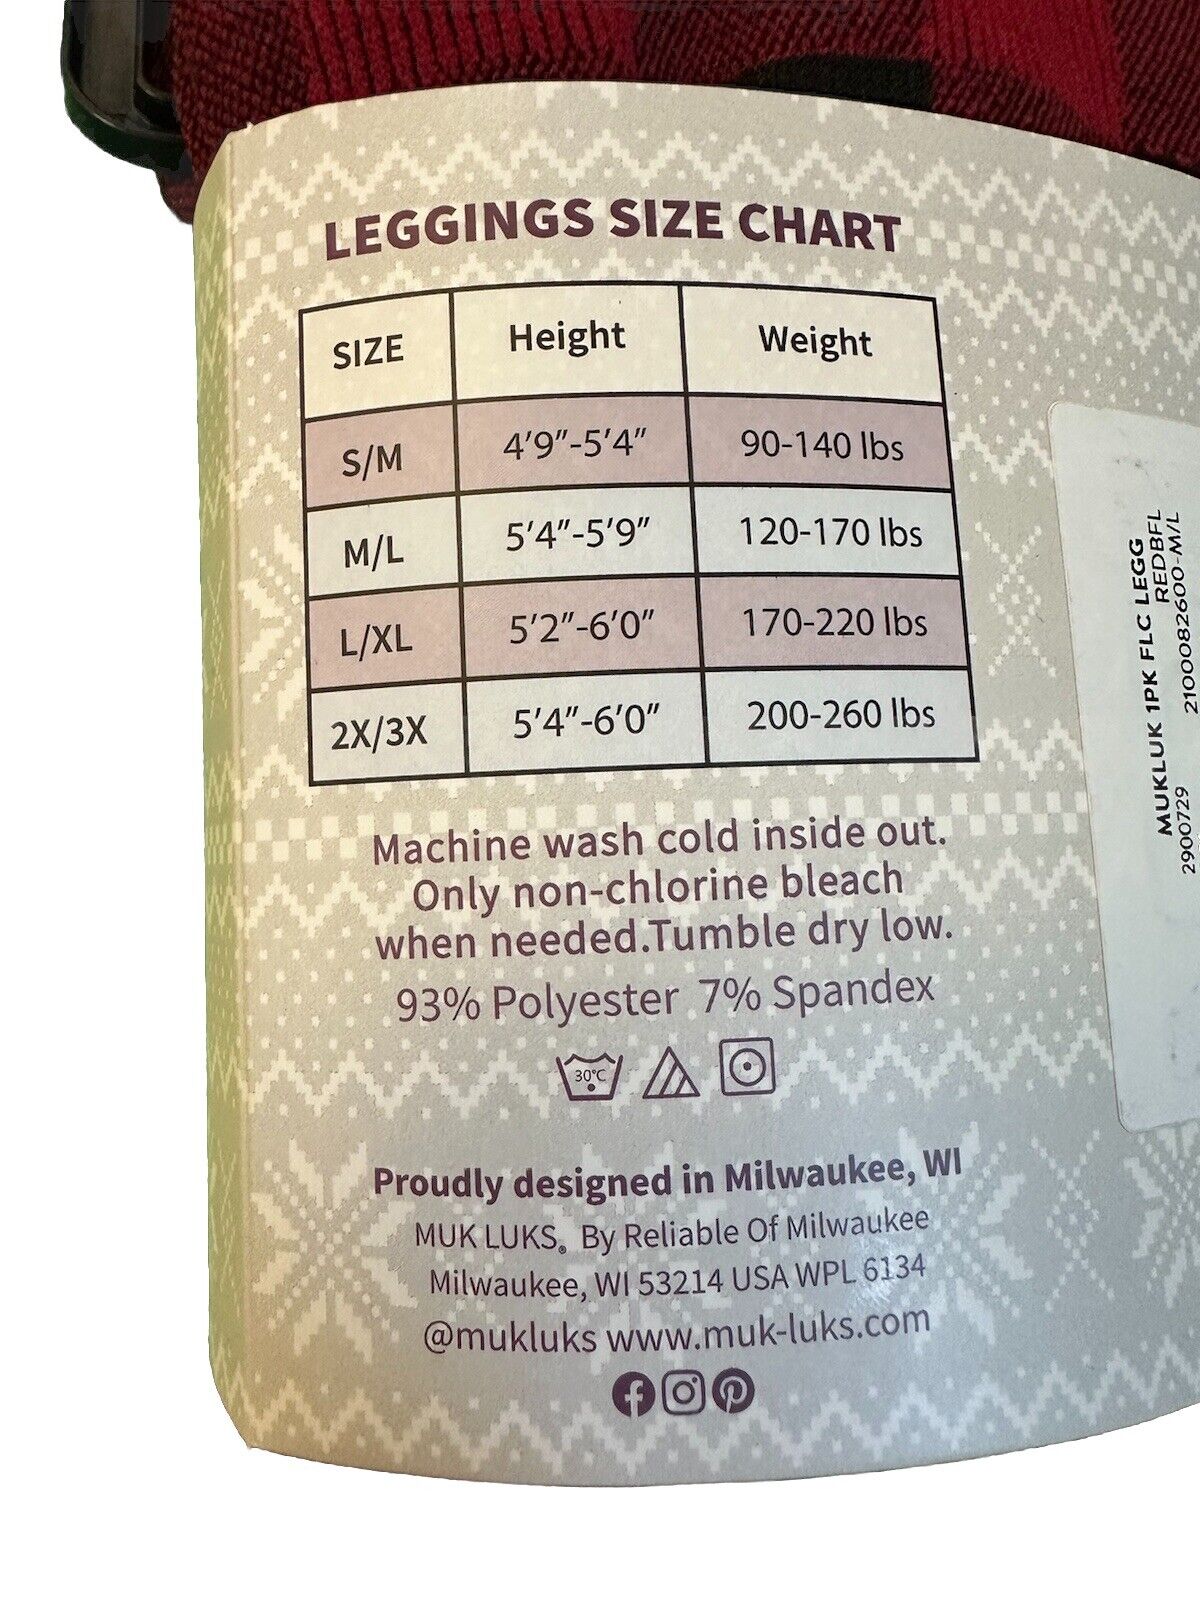 LEGGINGS SIZE CHART
SIZE Height Weight
S/M 4'9"-5'4" 90-140 lbs
M/L 5'4"-5'9" 120-170 lbs
L/XL 5'2"-6'0" 170-220 lbs
2X/3X 5'4"-6'0" 200-260 lbs
Machine wash cold inside out.
Only non-chlorine bleach
when needed.Tumble dry low.
93% Polyester 7% Spandex
30°C
Proudly designed in Milwaukee, WI
MUK LUKS® By Reliable Of Milwaukee
Milwaukee, WI 53214 USA WPL 6134
@mukluks www.muk-luks.com
MUKLUK 1PK FLC LEGG
REDBFL
2900729 2100082600-M/L